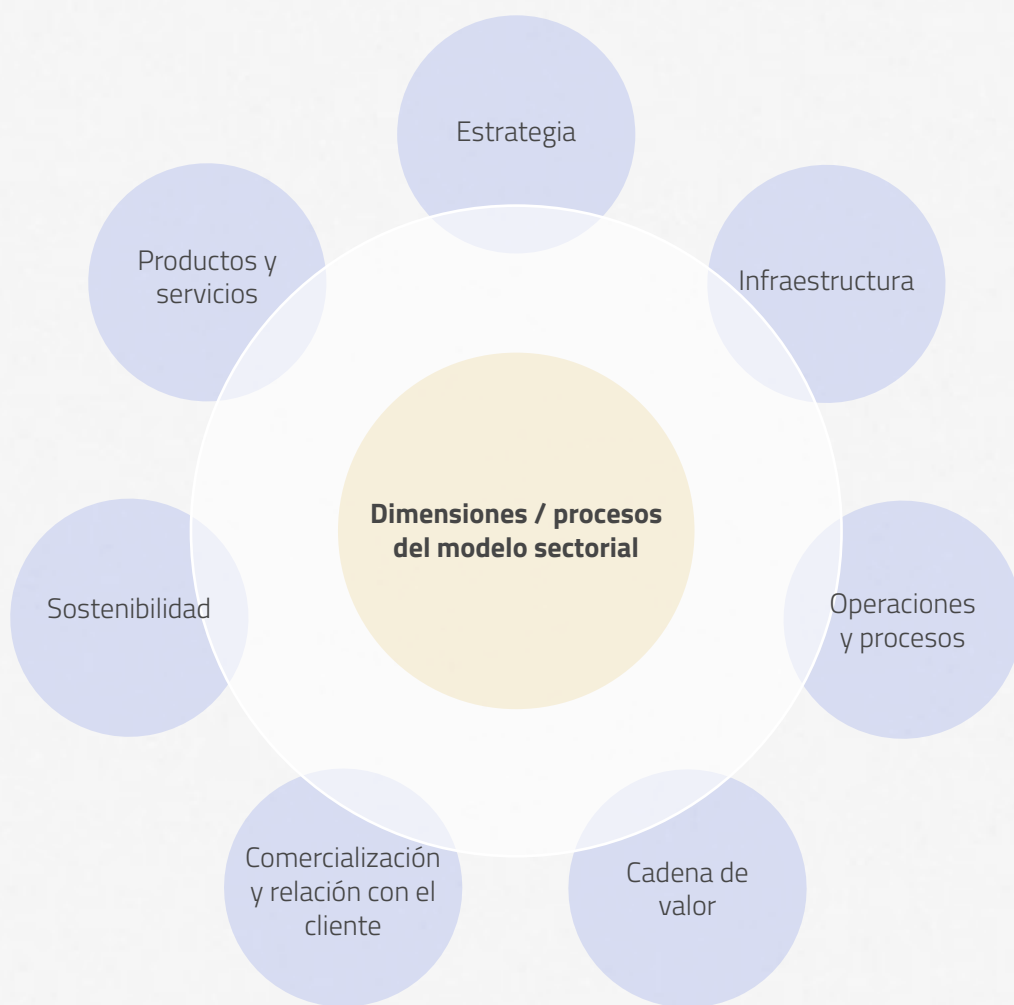 Estrategia
Infraestructura
Operaciones
y procesos
Cadena de
valor
Comercialización
y relación con el
cliente
Sostenibilidad
Productos y
servicios
Dimensiones / procesos
del modelo sectorial